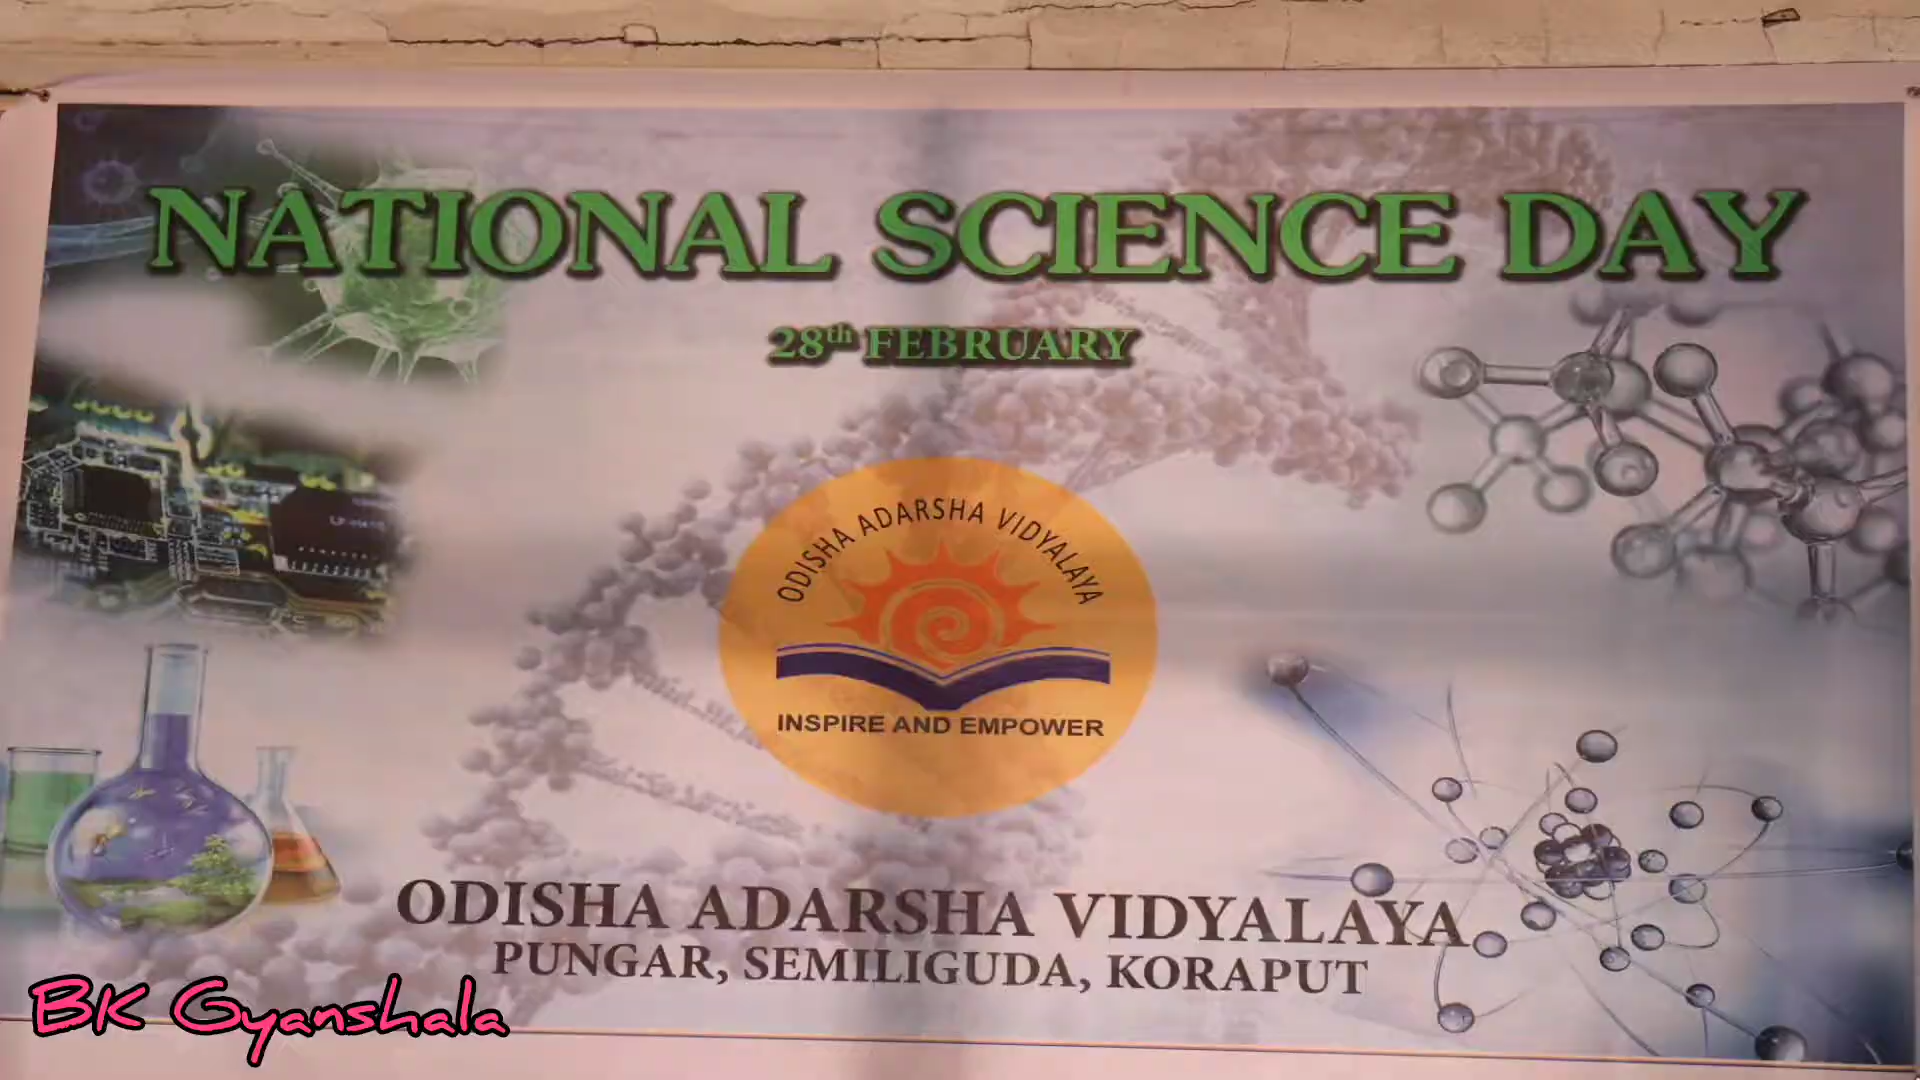 NATIONAL SCIENCE DAY
28th FEBRUARY
ODISHA ADARSHA VIDYALAYA
INSPIRE AND EMPOWER
ODISHA ADARSHA VIDYALAYA
PUNGAR, SEMILIGUDA, KORAPUT
BK Gyanshala